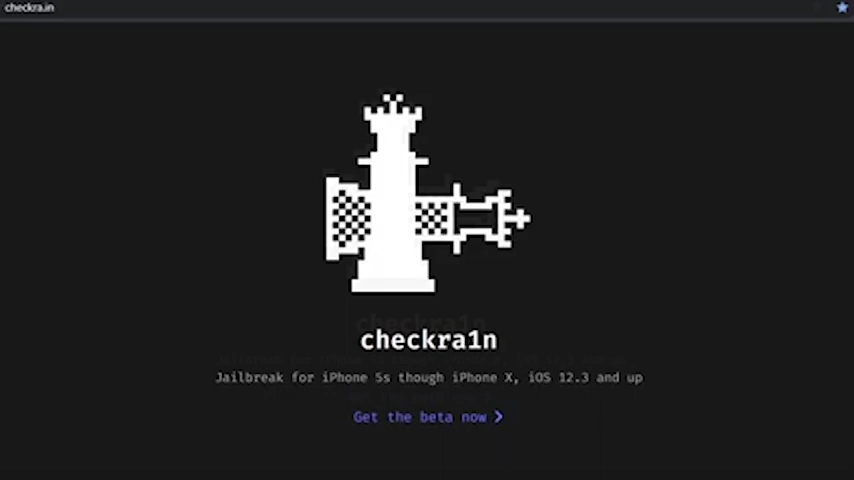 checkra.in
checkra1n
Jailbreak for iPhone 5s though iPhone X, iOS 12.3 and up
Get the beta now >